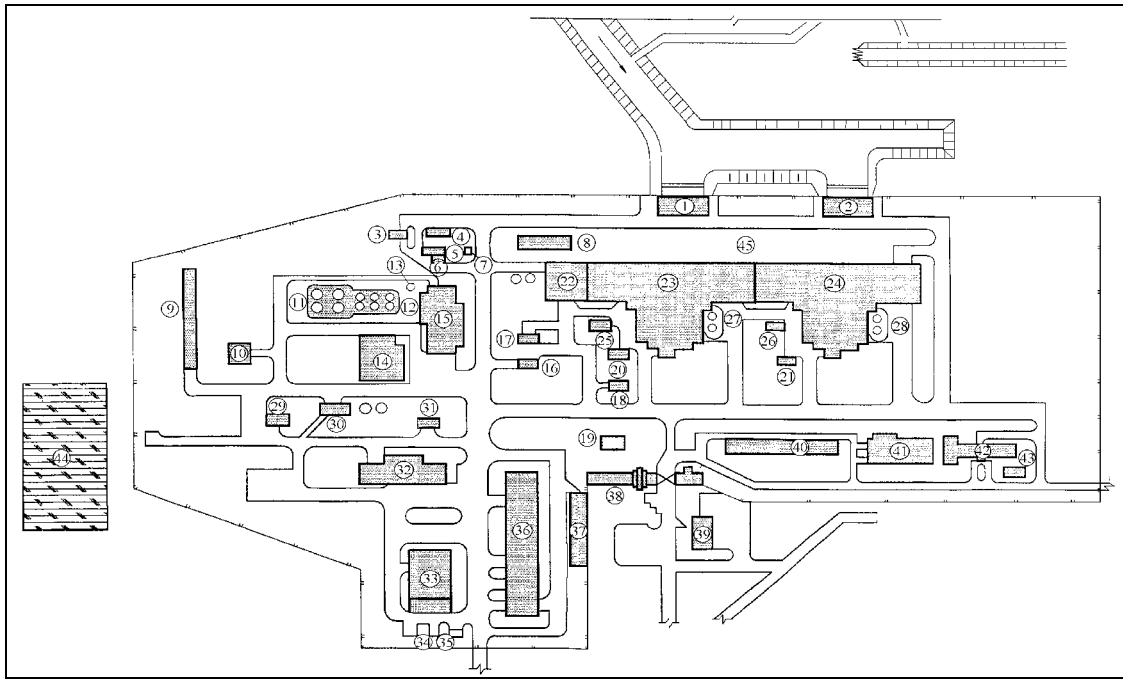 ① ②
③ ④ ⑤ ⑥ ⑦ ⑧ ㊺
⑬
⑨ ⑪ ⑫ ⑮ ㉒ ㉓ ㉔
⑩ ⑭ ⑰ ㉕ ㉗ ㉖ ㉘
⑯ ⑳ ㉑
⑱
㉙ ㉚ ㉛
⑲ ㊵ ㊶ ㊷ ㊸
㊹ ㉜ ㊱ ㊲ ㊳
㊴
㉝
㉞ ㉟